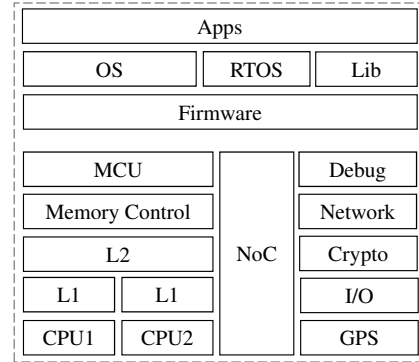 Apps
OS RTOS Lib
Firmware
MCU Debug
Memory Control Network
L2 NoC Crypto
L1 L1 I/O
CPU1 CPU2 GPS